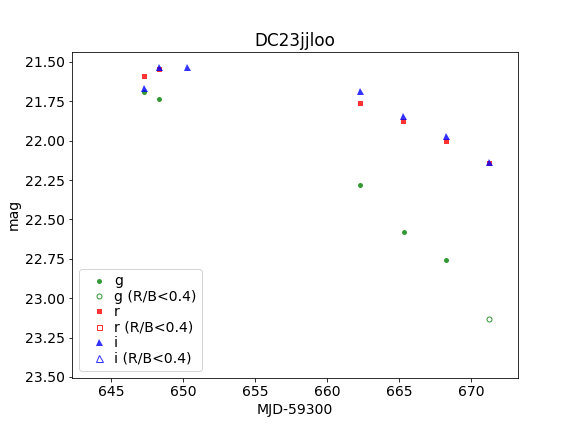 DC23jjloo
21.50
21.75
22.00
22.25
22.50
22.75
23.00
23.25
23.50
mag
g
g (R/B<0.4)
r
r (R/B<0.4)
i
i (R/B<0.4)
645 650 655 660 665 670
MJD-59300